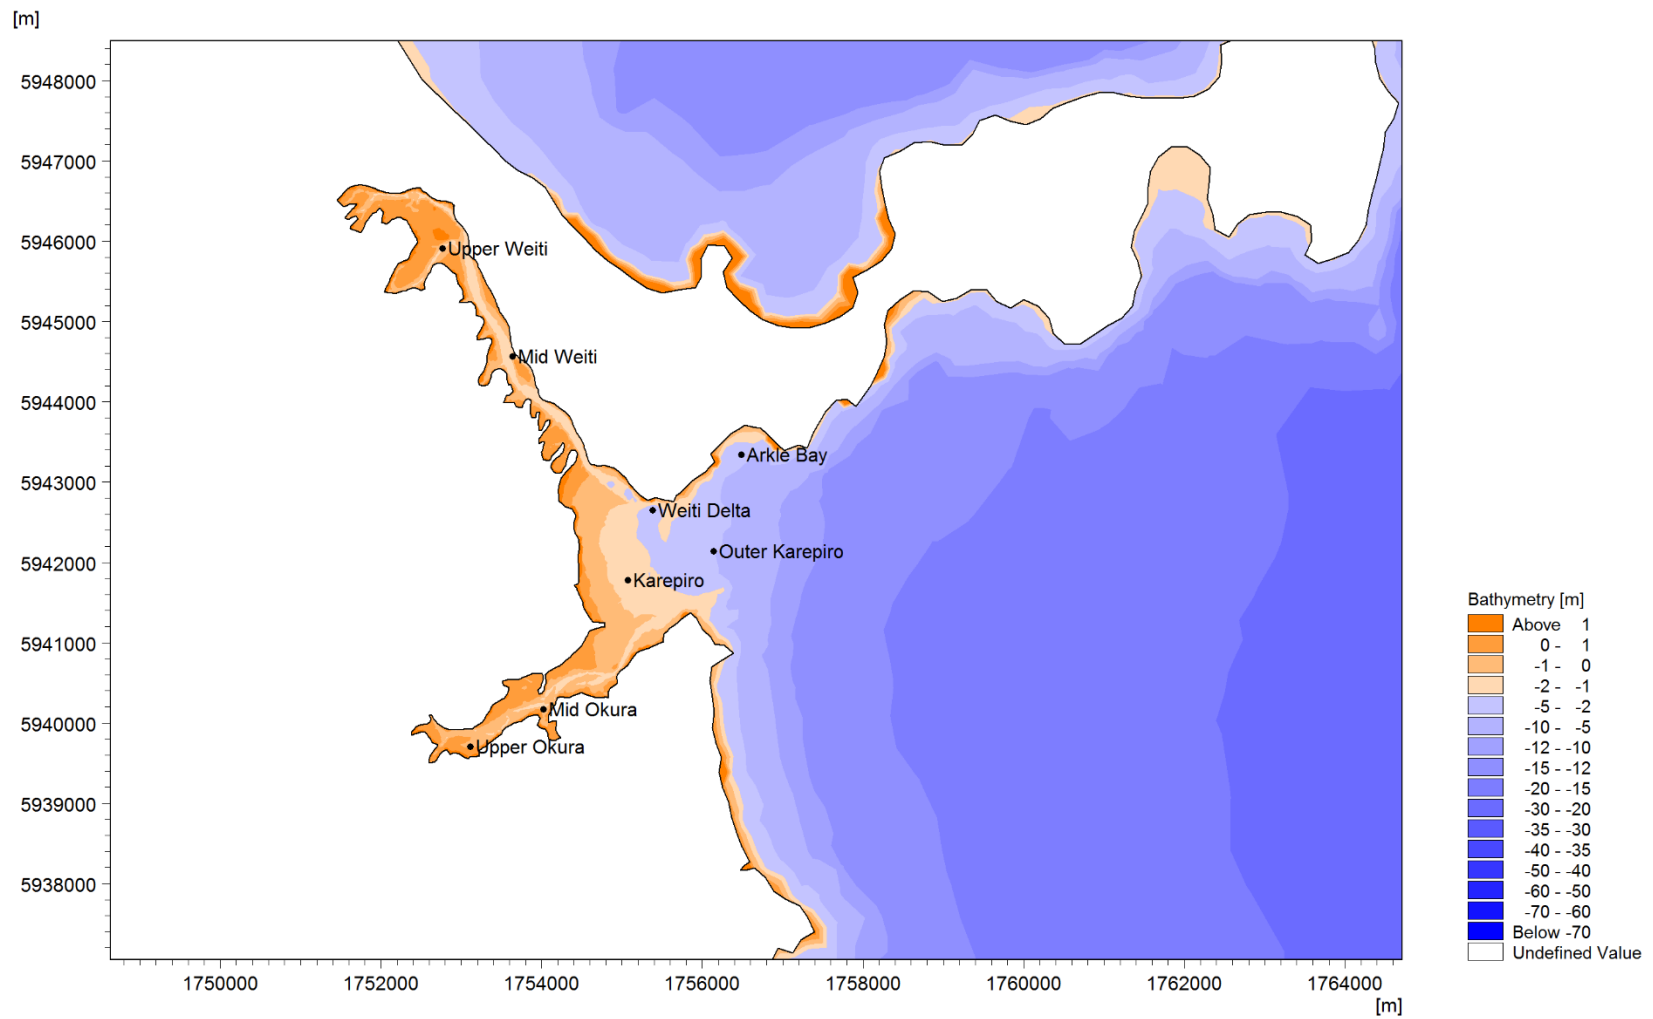 [m]
5948000
5947000
5946000
5945000
5944000
5943000
5942000
5941000
5940000
5939000
5938000
Upper Weiti
Mid Weiti
Arkle Bay
Weiti Delta
Outer Karepiro
Karepiro
Mid Okura
Upper Okura
1750000 1752000 1754000 1756000 1758000 1760000 1762000 1764000
[m]
Bathymetry [m]
Above 1
0 - 1
-1 - 0
-2 - -1
-5 - -2
-10 - -5
-12 - -10
-15 - -12
-20 - -15
-30 - -20
-35 - -30
-40 - -35
-50 - -40
-60 - -50
-70 - -60
Below -70
Undefined Value